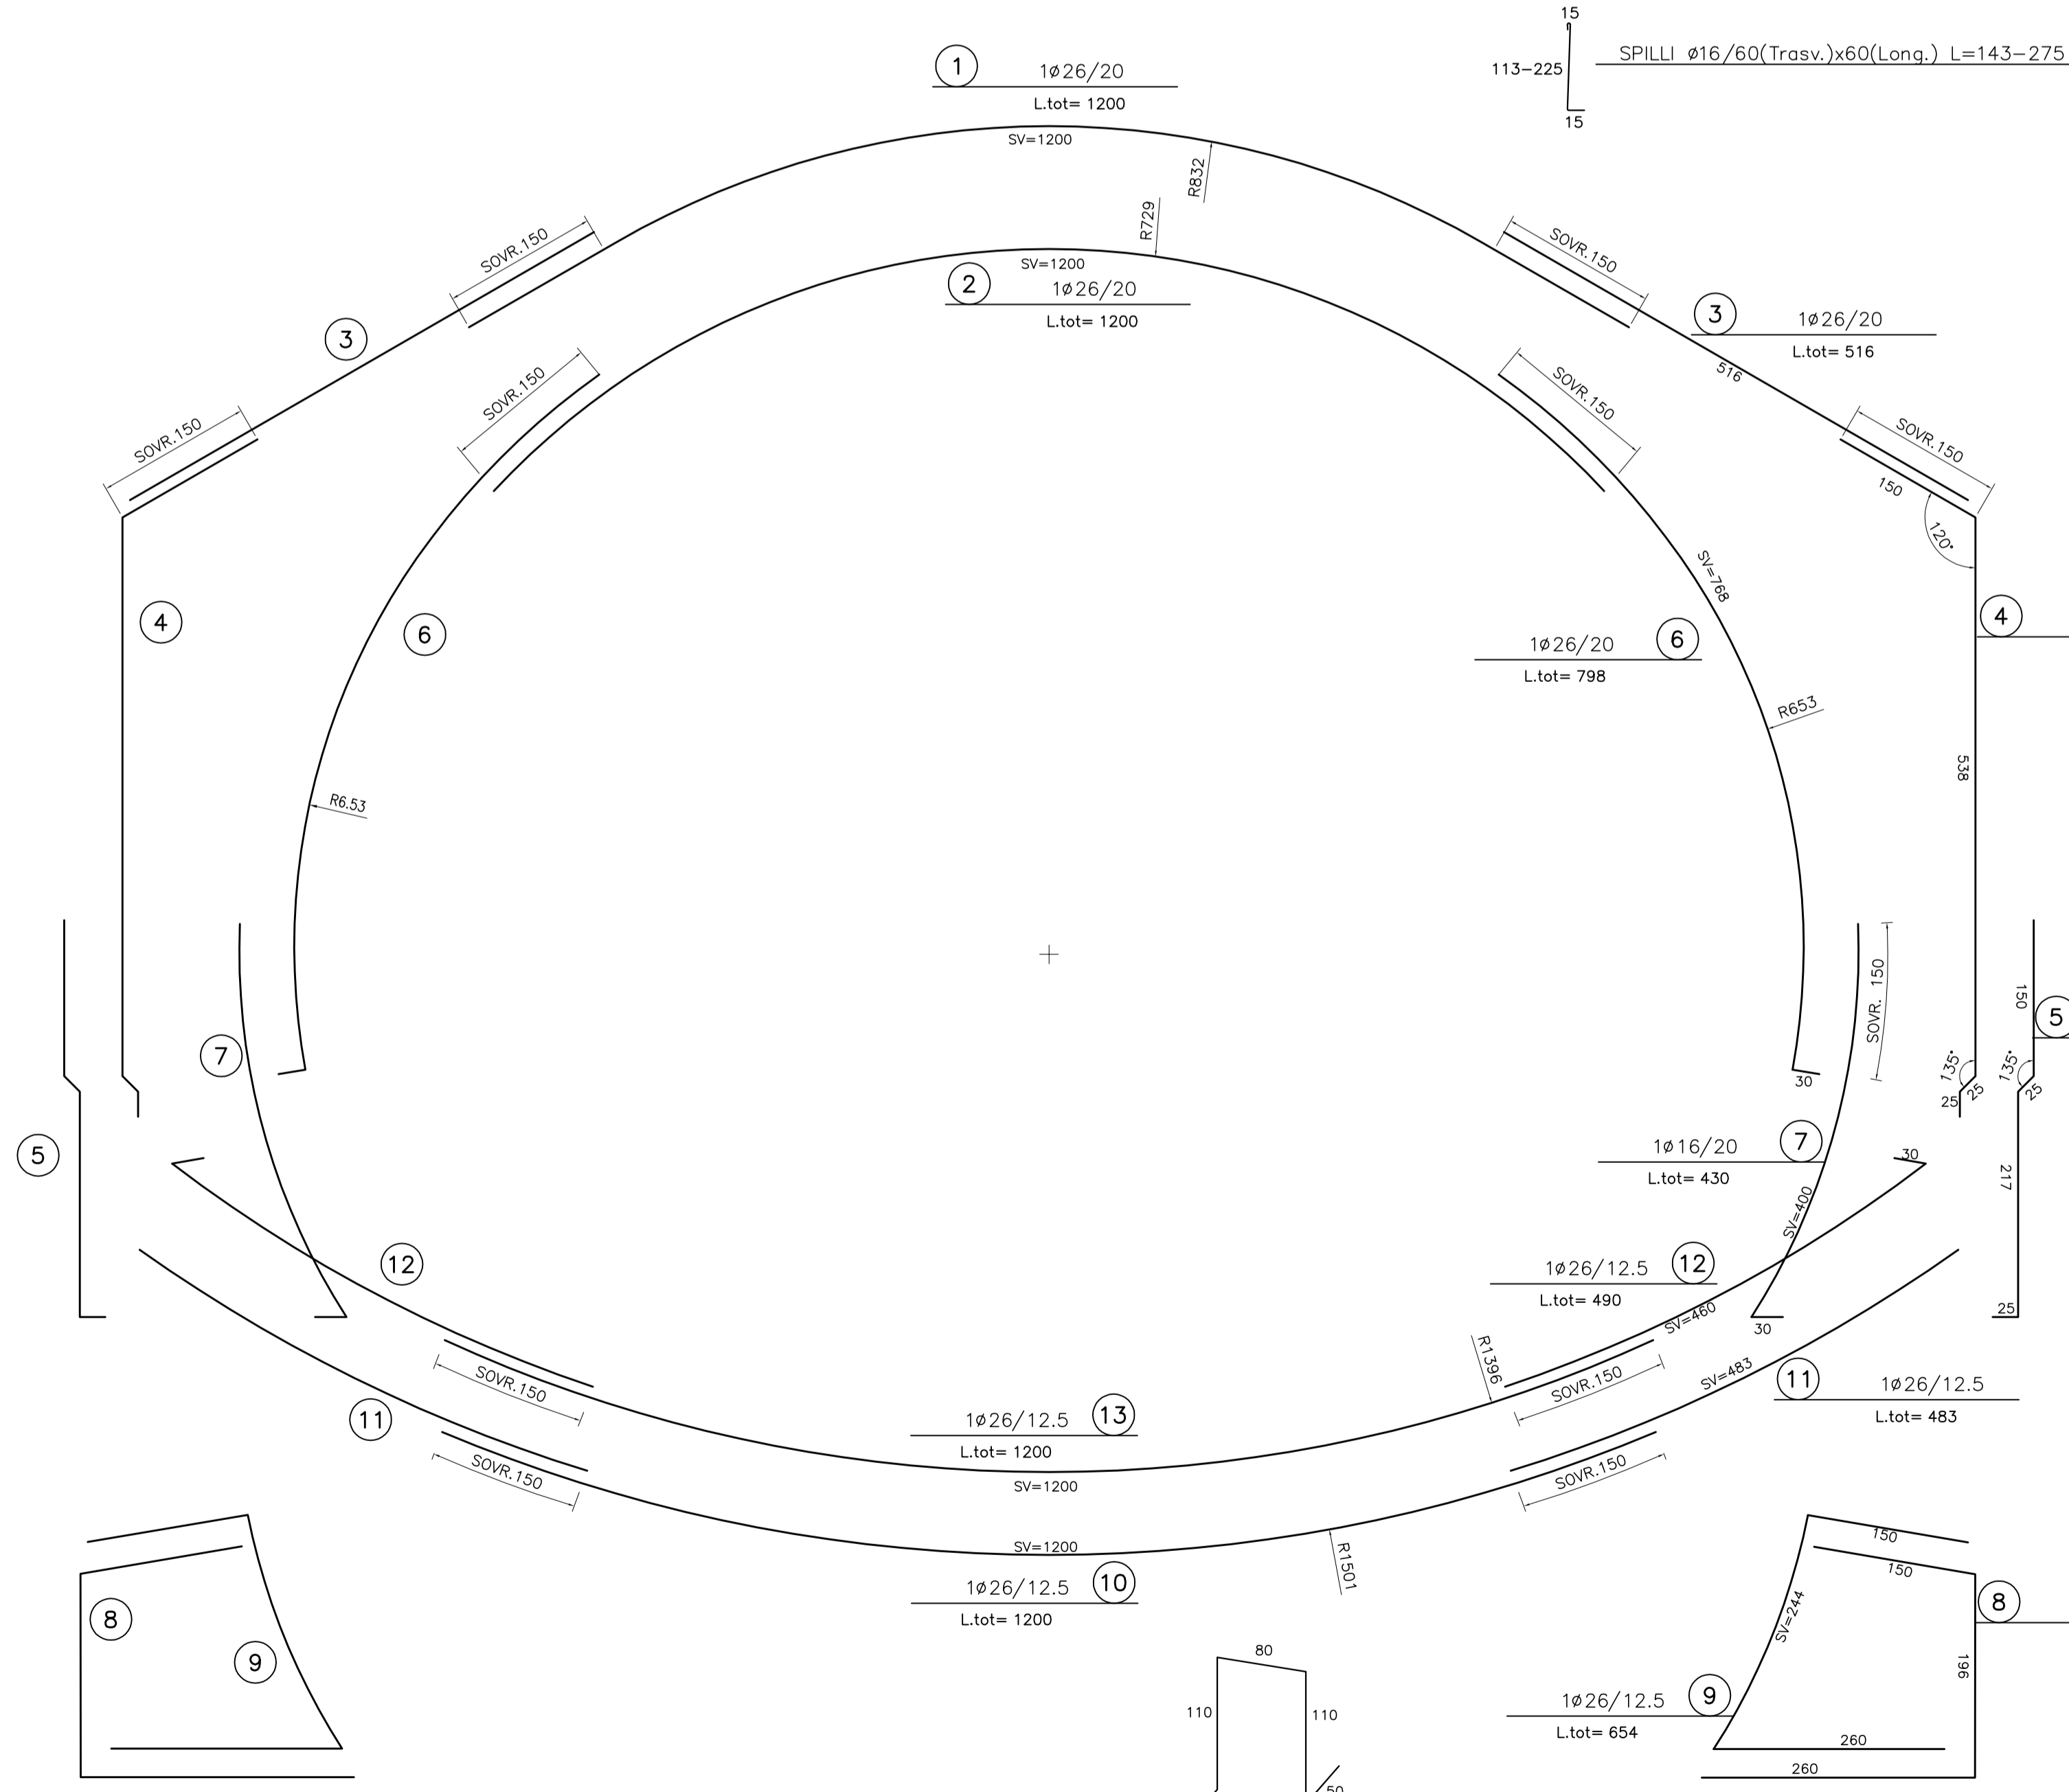 15
SPILLI ø16/60(Trasv.)x60(Long.) L=143-275
113-225
15
1
1ø26/20
L.tot= 1200
SV=1200
R832
R729
SV=1200
2
1ø26/20
L.tot= 1200
SOVR.150
SOVR.150
3
3
1ø26/20
L.tot= 516
516
SOVR.150
SOVR.150
SOVR.150
SOVR.150
150
120°
4
4
6
SV=768
1ø26/20
6
L.tot= 798
R653
R6.53
538
SOVR. 150
150
5
7
135°
135°
30
25
25
25
5
1ø16/20
7
L.tot= 430
30
217
SV=400
12
1ø26/12.5
12
L.tot= 490
SV=460
25
30
R1396
SOVR.150
SOVR.150
SV=483
11
11
1ø26/12.5
L.tot= 483
1ø26/12.5
13
L.tot= 1200
SOVR.150
SOVR.150
SV=1200
SV=1200
R1501
1ø26/12.5
10
L.tot= 1200
150
150
8
8
SV=244
9
80
196
110
110
1ø26/12.5
9
L.tot= 654
260
260
50